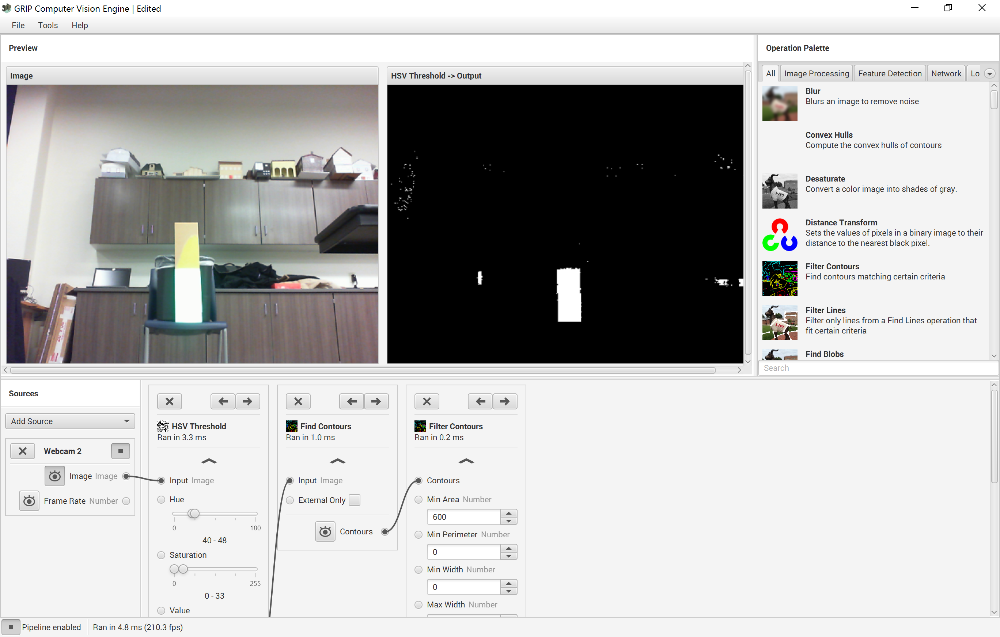 GRIP Computer Vision Engine | Edited
File Tools Help
Preview
Operation Palette
Image
HSV Threshold -> Output
All Image Processing Feature Detection Network Lo
Blur
Blurs an image to remove noise
Convex Hulls
Compute the convex hulls of contours
Desaturate
Convert a color image into shades of gray.
WPI
Distance Transform
Sets the values of pixels in a binary image to their
distance to the nearest black pixel.
Filter Contours
Find contours matching certain criteria
Filter Lines
Filter only lines from a Find Lines operation that
fit certain criteria
WPI
Find Blobs
Search
Sources
Add Source
Webcam 2
Image Image
Frame Rate Number
HSV Threshold
Ran in 3.3 ms
Input Image
Hue
0 180
40 - 48
Saturation
0 255
0 - 33
Value
Find Contours
Ran in 1.0 ms
Input Image
External Only
Contours
Filter Contours
Ran in 0.2 ms
Contours
Min Area Number
600
Min Perimeter Number
0
Min Width Number
0
Max Width Number
Pipeline enabled
Ran in 4.8 ms (210.3 fps)